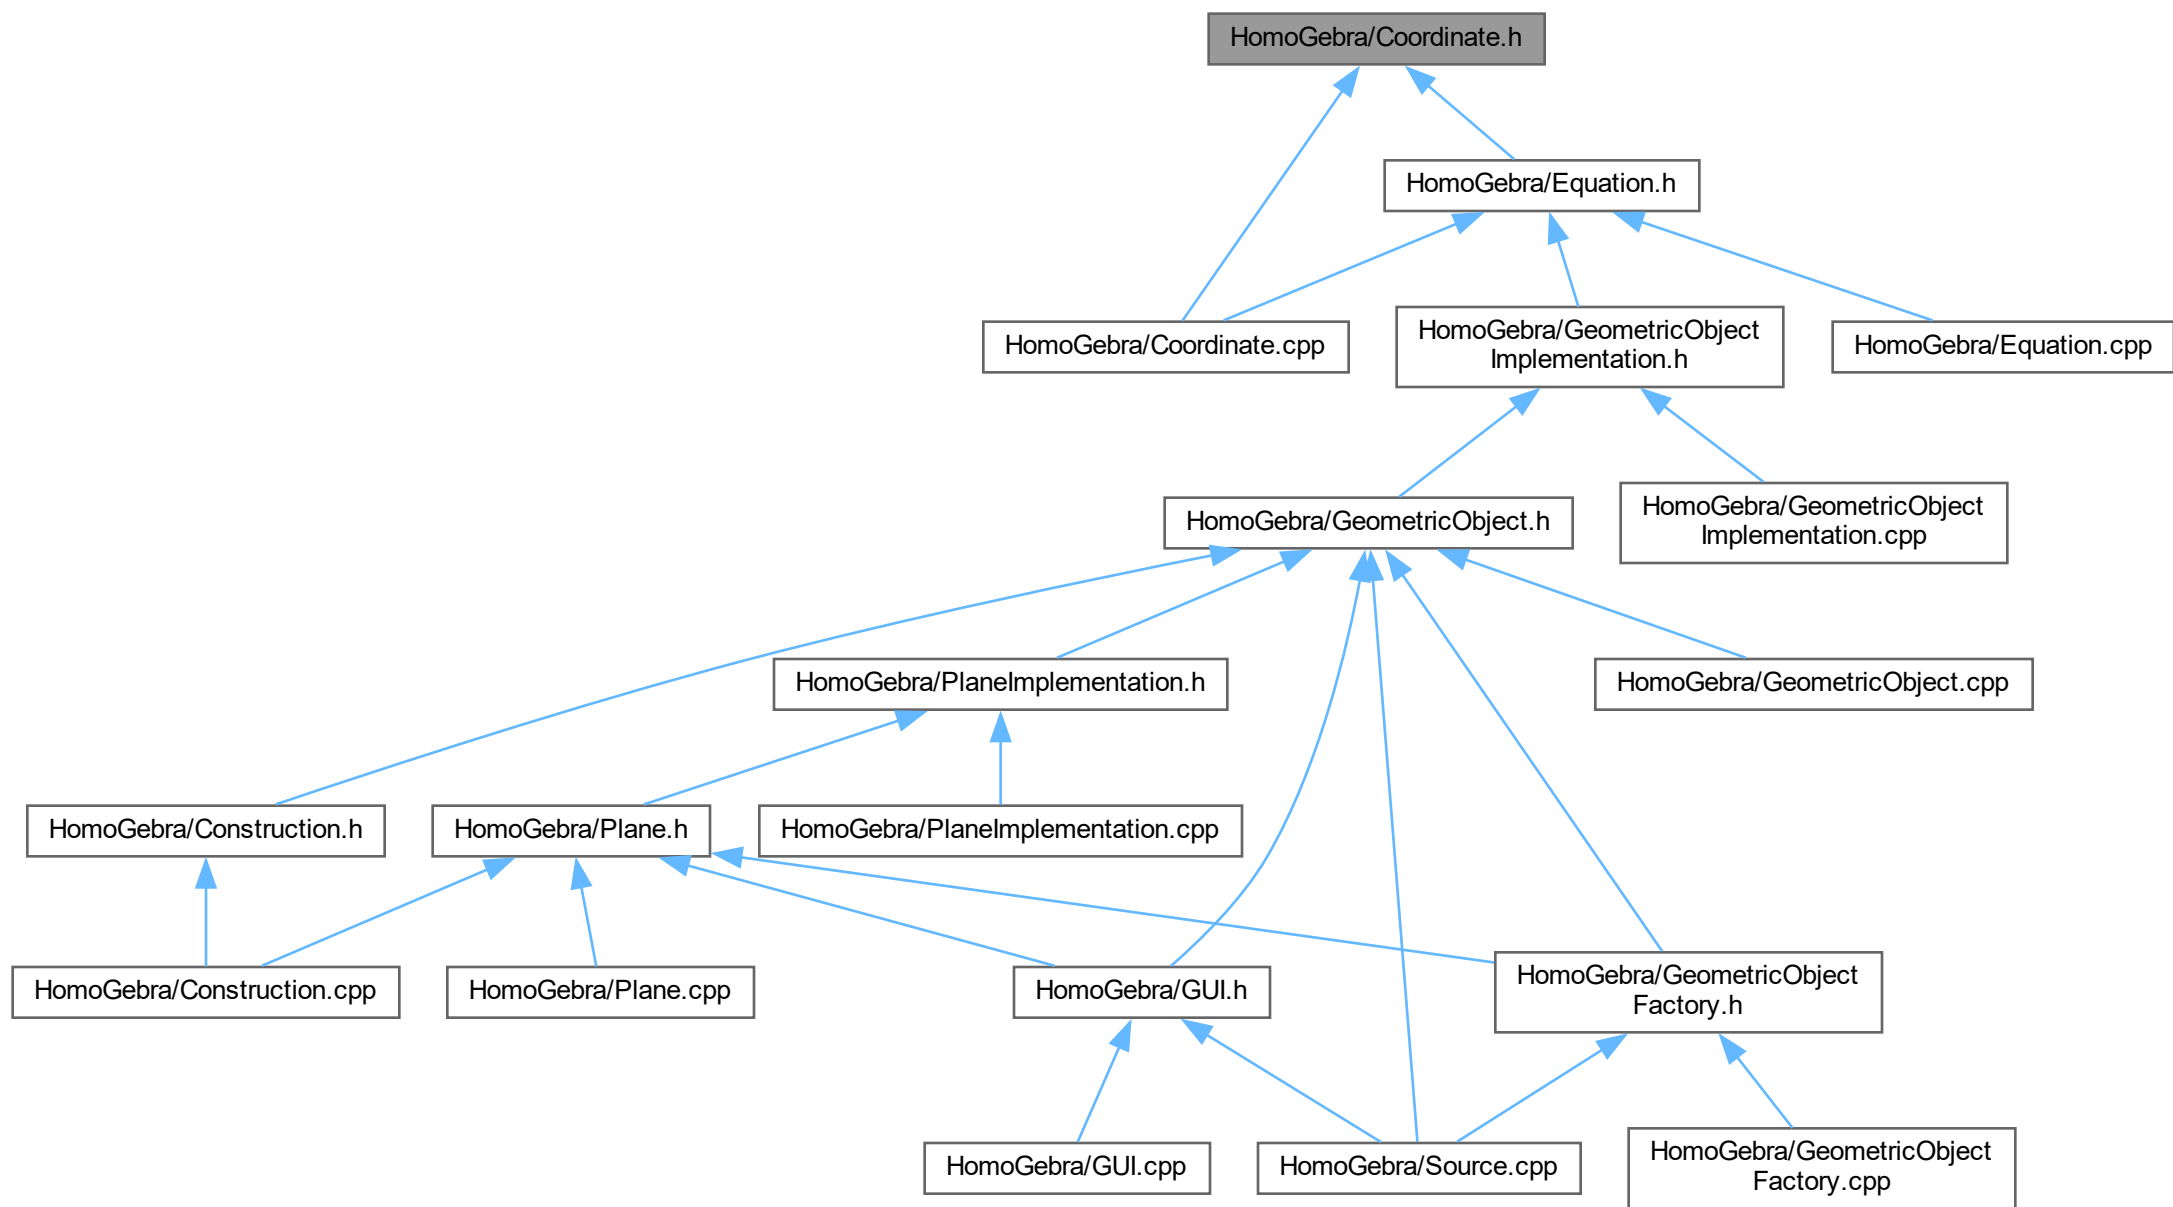 HomoGebra/Coordinate.h
HomoGebra/Equation.h
HomoGebra/Coordinate.cpp
HomoGebra/GeometricObject
Implementation.h
HomoGebra/Equation.cpp
HomoGebra/GeometricObject.h
HomoGebra/GeometricObject
Implementation.cpp
HomoGebra/PlaneImplementation.h
HomoGebra/GeometricObject.cpp
HomoGebra/Construction.h
HomoGebra/Plane.h
HomoGebra/PlaneImplementation.cpp
HomoGebra/Construction.cpp
HomoGebra/Plane.cpp
HomoGebra/GUI.h
HomoGebra/GeometricObject
Factory.h
HomoGebra/GUI.cpp
HomoGebra/Source.cpp
HomoGebra/GeometricObject
Factory.cpp